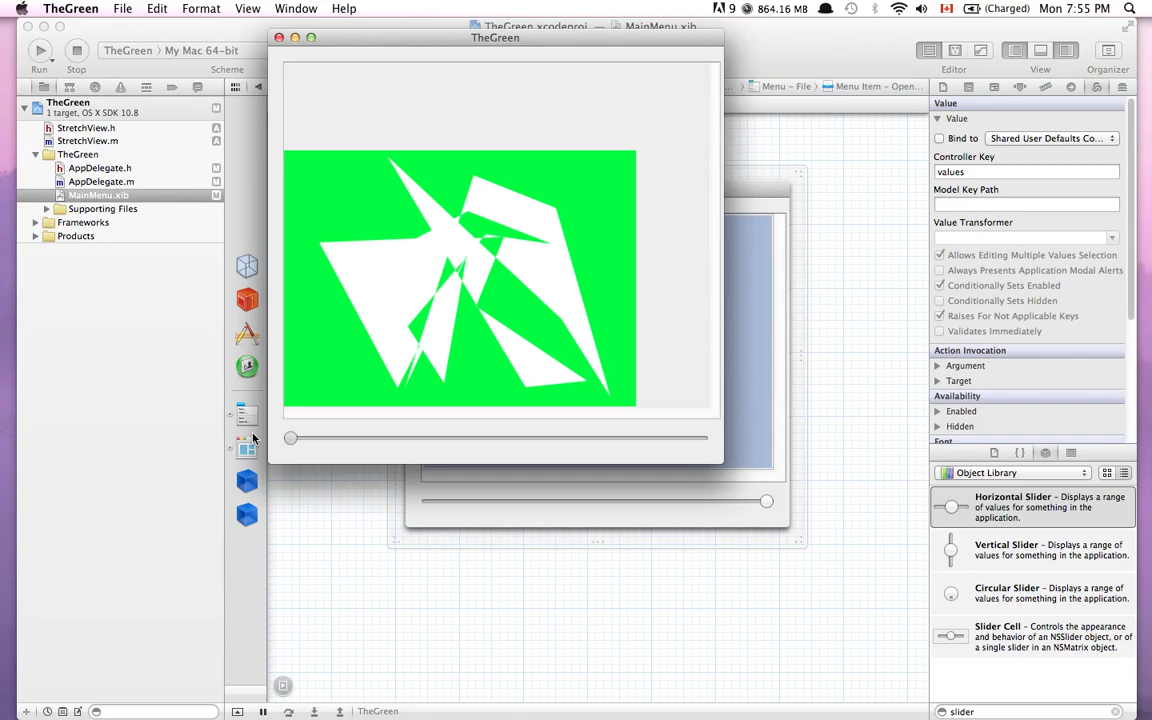 TheGreen File Edit Format View Window Help 9 864.16 MB (Charged) Mon 7:55 PM
TheGreen.xcodeproj — MainMenu.xib
TheGreen
TheGreen My Mac 64-bit
Run Stop Scheme Editor View Organizer
Menu – File Menu Item – Open...
TheGreen M
1 target, OS X SDK 10.8
h StretchView.h A
m StretchView.m A
TheGreen
h AppDelegate.h M
m AppDelegate.m M
MainMenu.xib M
Supporting Files
Frameworks
Products
Value
Value
Bind to Shared User Defaults Co...
Controller Key
values
Model Key Path
Value Transformer
Allows Editing Multiple Values Selection
Always Presents Application Modal Alerts
Conditionally Sets Enabled
Conditionally Sets Hidden
Raises For Not Applicable Keys
Validates Immediately
Action Invocation
Argument
Target
Availability
Enabled
Hidden
Font
Object Library
Horizontal Slider – Displays a range
of values for something in the
application.
Vertical Slider – Displays a range of
values for something in the
application.
Circular Slider – Displays a range of
values for something in the
application.
Slider Cell – Controls the appearance
and behavior of an NSSlider object, or of
a single slider in an NSMatrix object.
TheGreen
slider